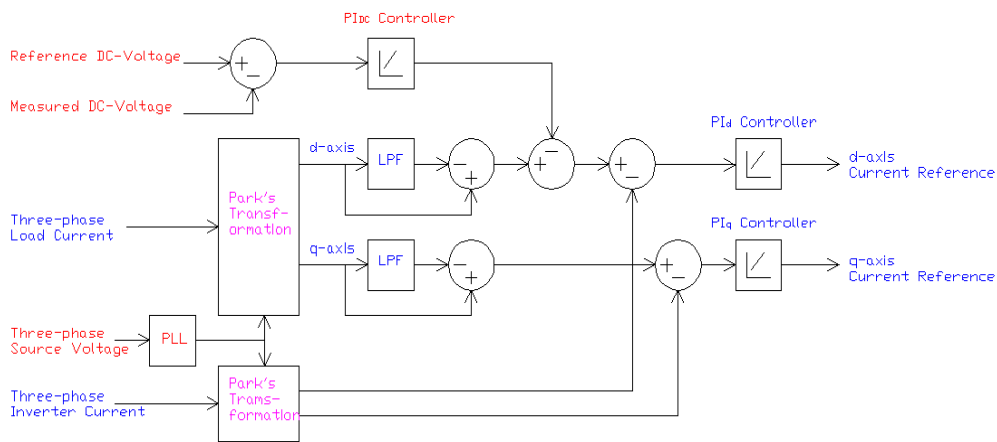 PIDC Controller
Reference DC-Voltage
+
−
Measured DC-Voltage
PId Controller
d-axis
LPF
−
+
+
−
+
−
d-axis
Current Reference
Park's
Transf-
ormation
Three-phase
Load Current
PIq Controller
q-axis
LPF
−
+
+
−
q-axis
Current Reference
Three-phase
Source Voltage
PLL
Park's
Trams-
formation
Three-phase
Inverter Current